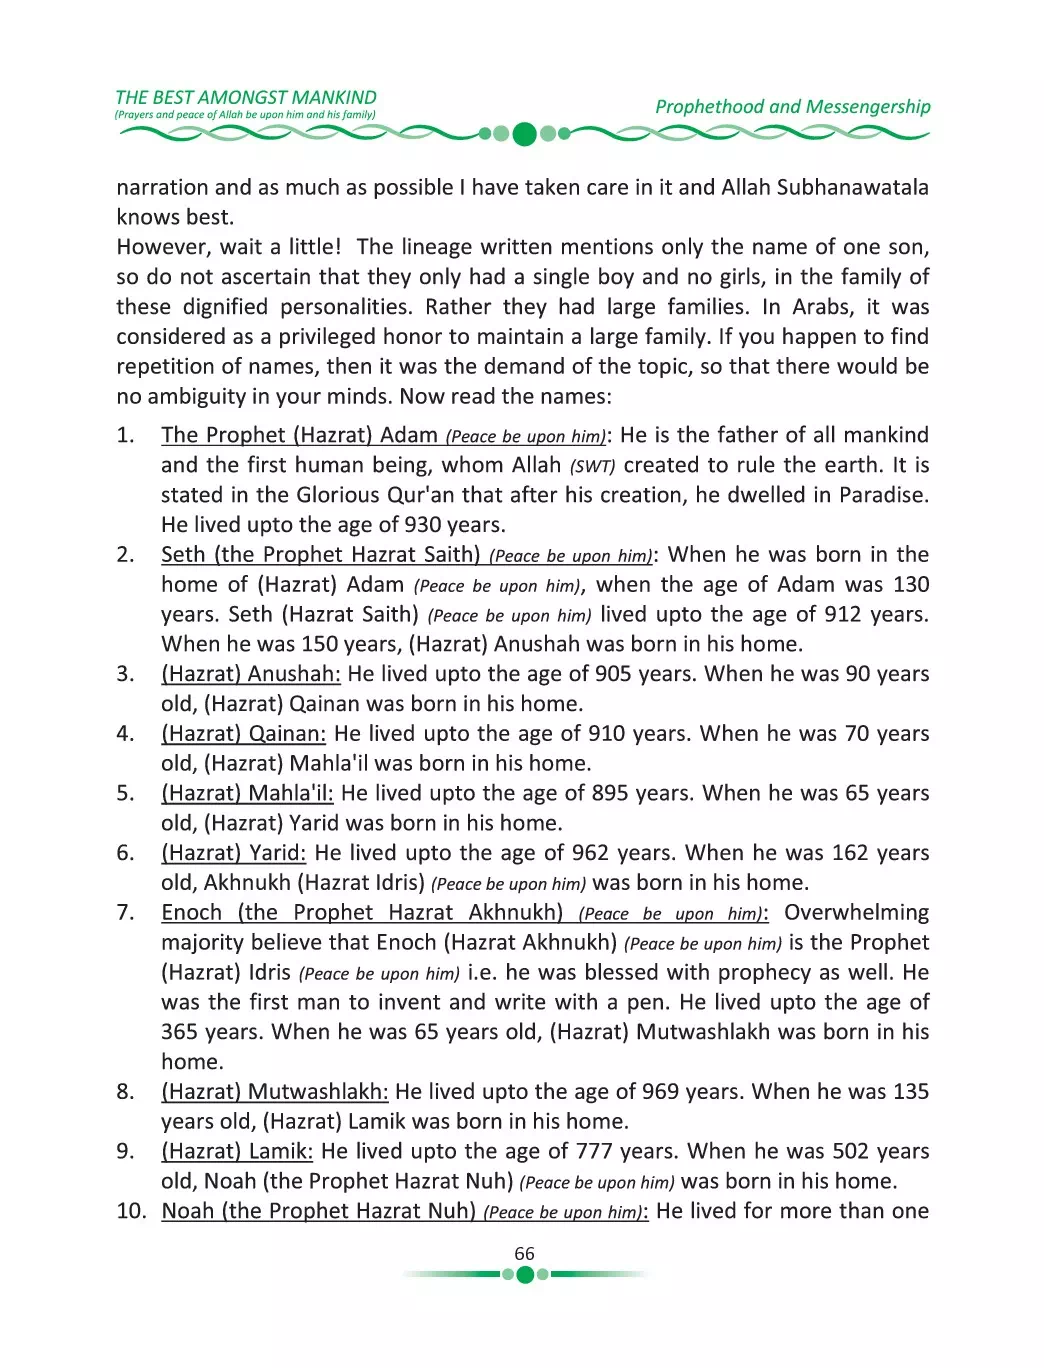 THE BEST AMONGST MANKIND
(Prayers and peace of Allah be upon him and his family)
Prophethood and Messengership
narration and as much as possible I have taken care in it and Allah Subhanawatala
knows best.
However, wait a little!  The lineage written mentions only the name of one son,
so do not ascertain that they only had a single boy and no girls, in the family of
these dignified personalities. Rather they had large families. In Arabs, it was
considered as a privileged honor to maintain a large family. If you happen to find
repetition of names, then it was the demand of the topic, so that there would be
no ambiguity in your minds. Now read the names:
1. The Prophet (Hazrat) Adam (Peace be upon him): He is the father of all mankind
and the first human being, whom Allah (SWT) created to rule the earth. It is
stated in the Glorious Qur'an that after his creation, he dwelled in Paradise.
He lived upto the age of 930 years.
2. Seth (the Prophet Hazrat Saith) (Peace be upon him): When he was born in the
home of (Hazrat) Adam (Peace be upon him), when the age of Adam was 130
years. Seth (Hazrat Saith) (Peace be upon him) lived upto the age of 912 years.
When he was 150 years, (Hazrat) Anushah was born in his home.
3. (Hazrat) Anushah: He lived upto the age of 905 years. When he was 90 years
old, (Hazrat) Qainan was born in his home.
4. (Hazrat) Qainan: He lived upto the age of 910 years. When he was 70 years
old, (Hazrat) Mahla'il was born in his home.
5. (Hazrat) Mahla'il: He lived upto the age of 895 years. When he was 65 years
old, (Hazrat) Yarid was born in his home.
6. (Hazrat) Yarid: He lived upto the age of 962 years. When he was 162 years
old, Akhnukh (Hazrat Idris) (Peace be upon him) was born in his home.
7. Enoch (the Prophet Hazrat Akhnukh) (Peace be upon him): Overwhelming
majority believe that Enoch (Hazrat Akhnukh) (Peace be upon him) is the Prophet
(Hazrat) Idris (Peace be upon him) i.e. he was blessed with prophecy as well. He
was the first man to invent and write with a pen. He lived upto the age of
365 years. When he was 65 years old, (Hazrat) Mutwashlakh was born in his
home.
8. (Hazrat) Mutwashlakh: He lived upto the age of 969 years. When he was 135
years old, (Hazrat) Lamik was born in his home.
9. (Hazrat) Lamik: He lived upto the age of 777 years. When he was 502 years
old, Noah (the Prophet Hazrat Nuh) (Peace be upon him) was born in his home.
10. Noah (the Prophet Hazrat Nuh) (Peace be upon him): He lived for more than one
66